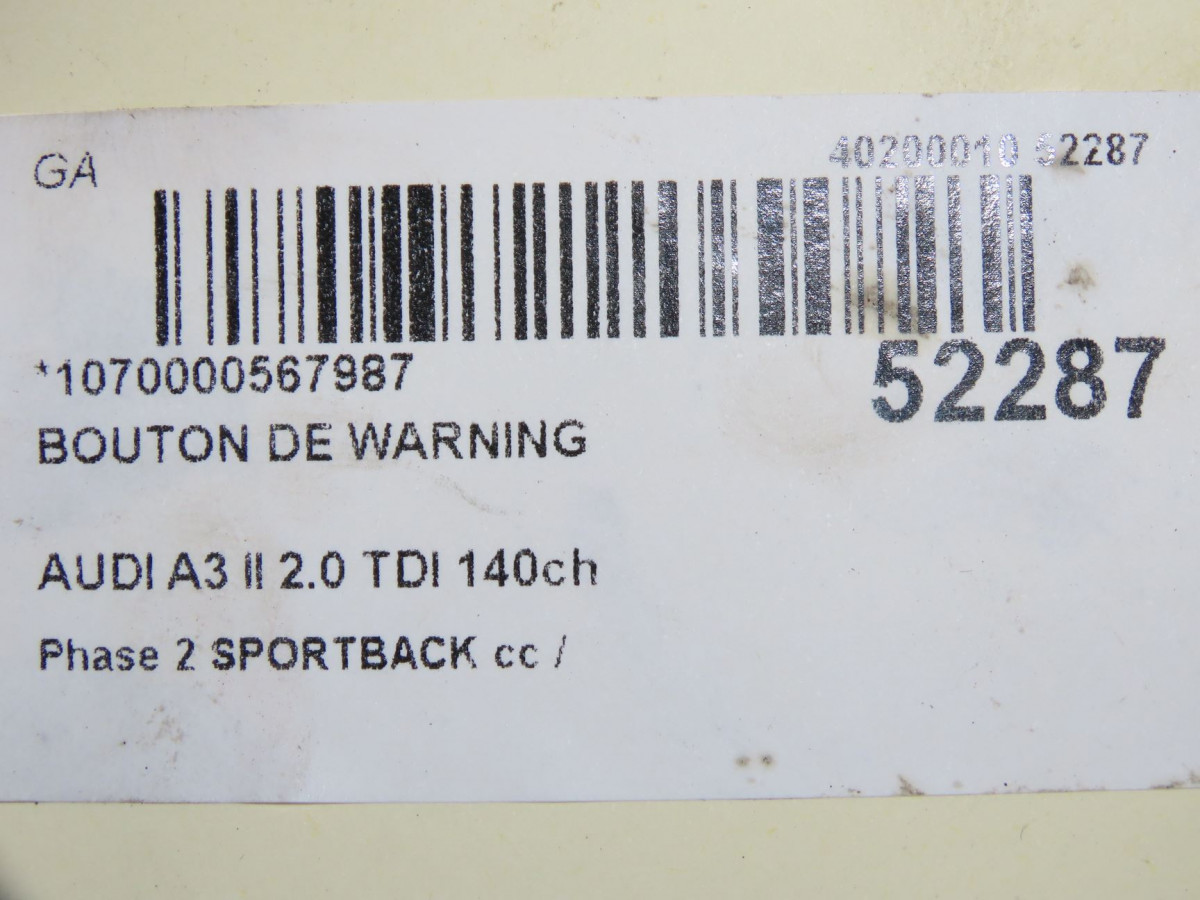 GA
40200010 52287
*1070000567987
52287
BOUTON DE WARNING
AUDI A3 II 2.0 TDI 140ch
Phase 2 SPORTBACK cc /